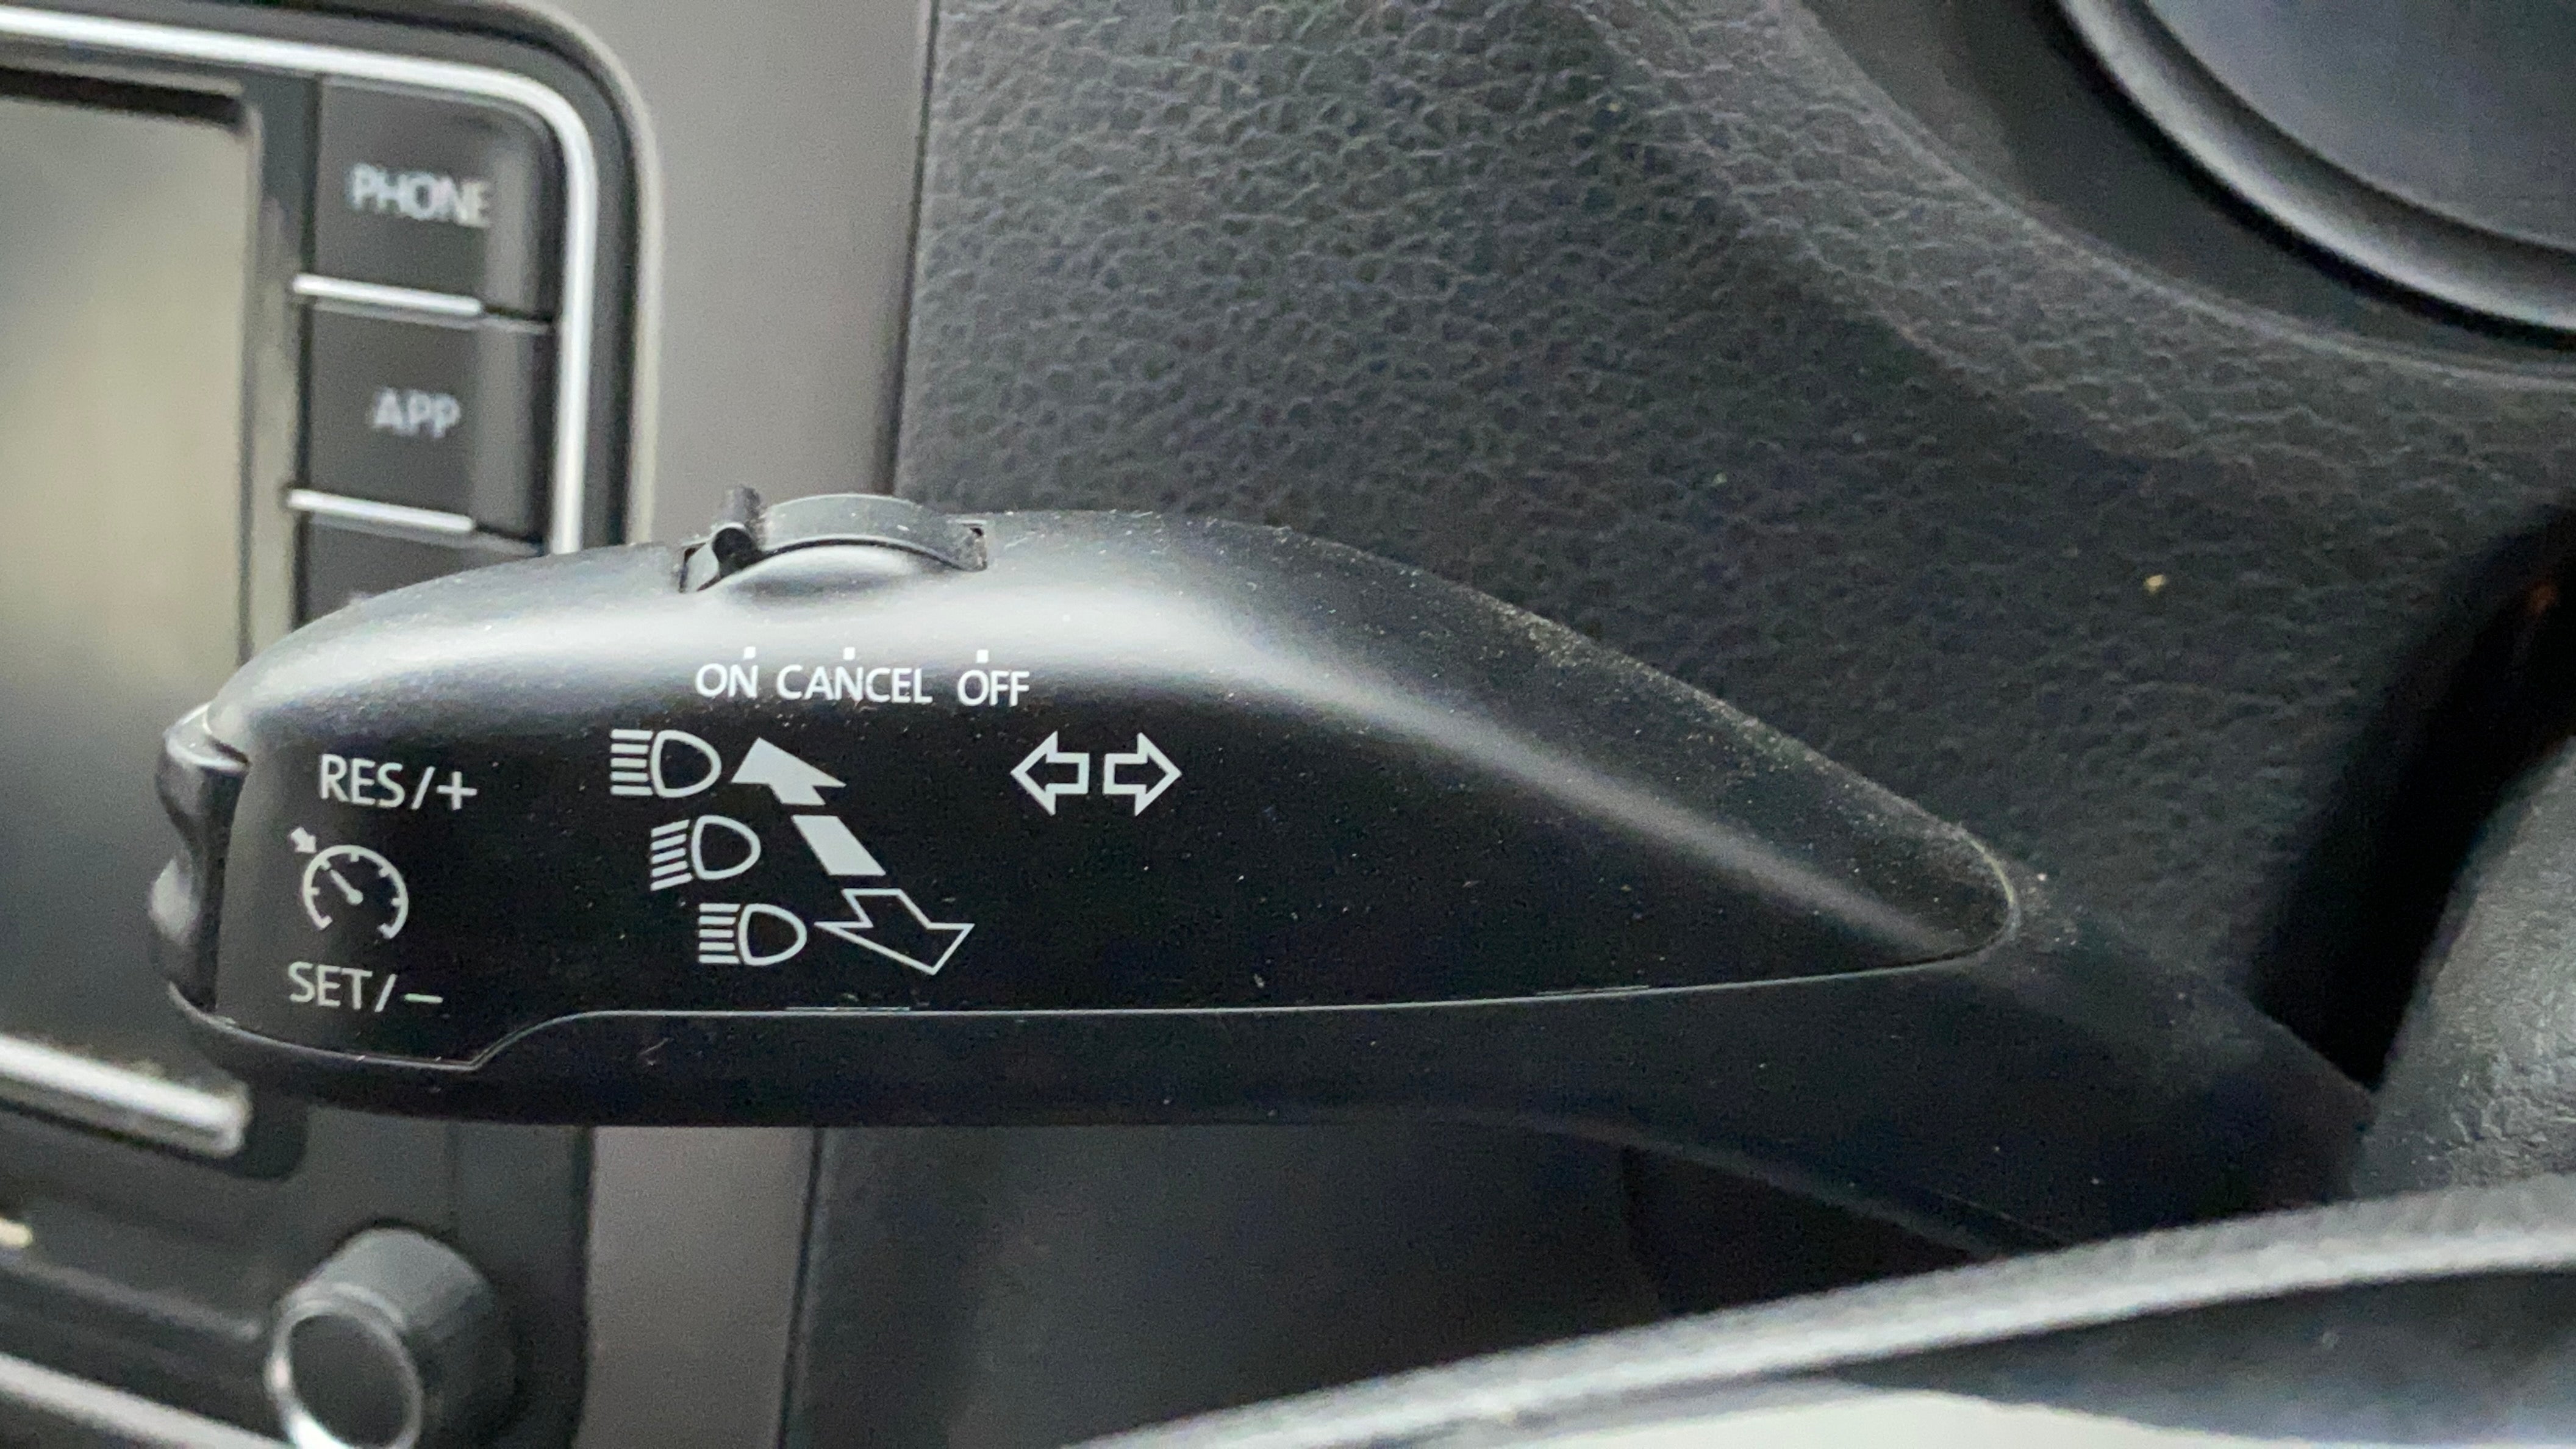 PHONE
APP
ON CANCEL OFF
RES/+
SET/−